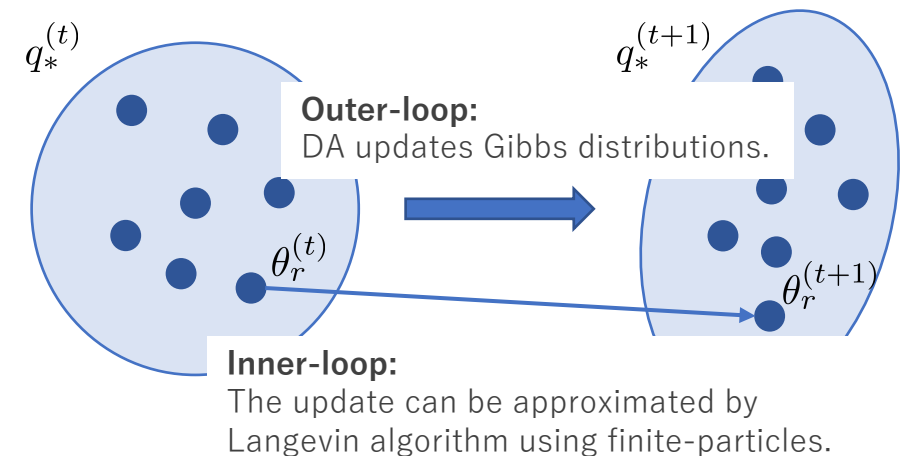 q_*^{(t)}
q_*^{(t+1)}
Outer-loop:
DA updates Gibbs distributions.
θ_r^{(t)}
θ_r^{(t+1)}
Inner-loop:
The update can be approximated by
Langevin algorithm using finite-particles.